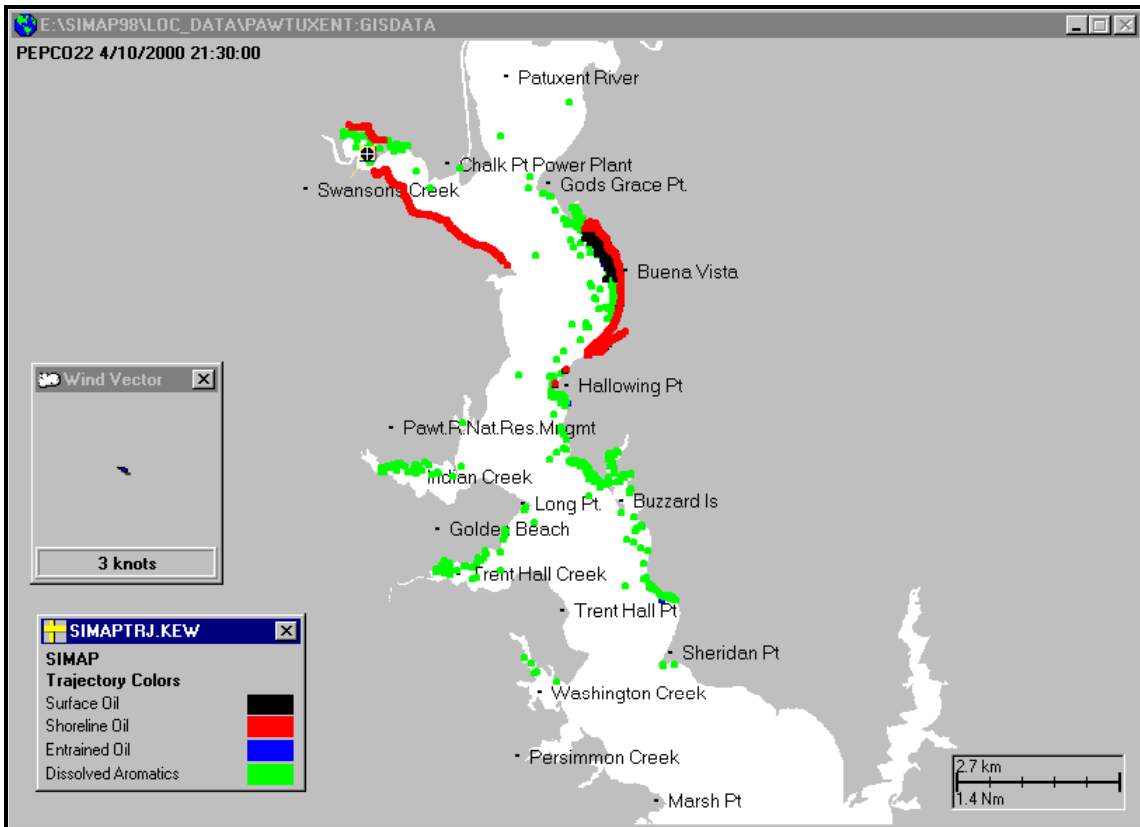 E:\SIMAP98\LOC_DATA\PAWTUXENT:GISDATA
PEPCO22 4/10/2000 21:30:00
Patuxent River
Chalk Pt Power Plant
Gods Grace Pt.
Swansons Creek
Buena Vista
Wind Vector
Hallowing Pt
Pawt.R.Nat.Res.Mngmt
Indian Creek
Buzzard Is
Long Pt.
Golden Beach
3 knots
Trent Hall Creek
Trent Hall Pt
SIMAPTRJ.KEW
SIMAP
Trajectory Colors
Surface Oil
Shoreline Oil
Entrained Oil
Dissolved Aromatics
Sheridan Pt
Washington Creek
Persimmon Creek
2.7 km
1.4 Nm
Marsh Pt